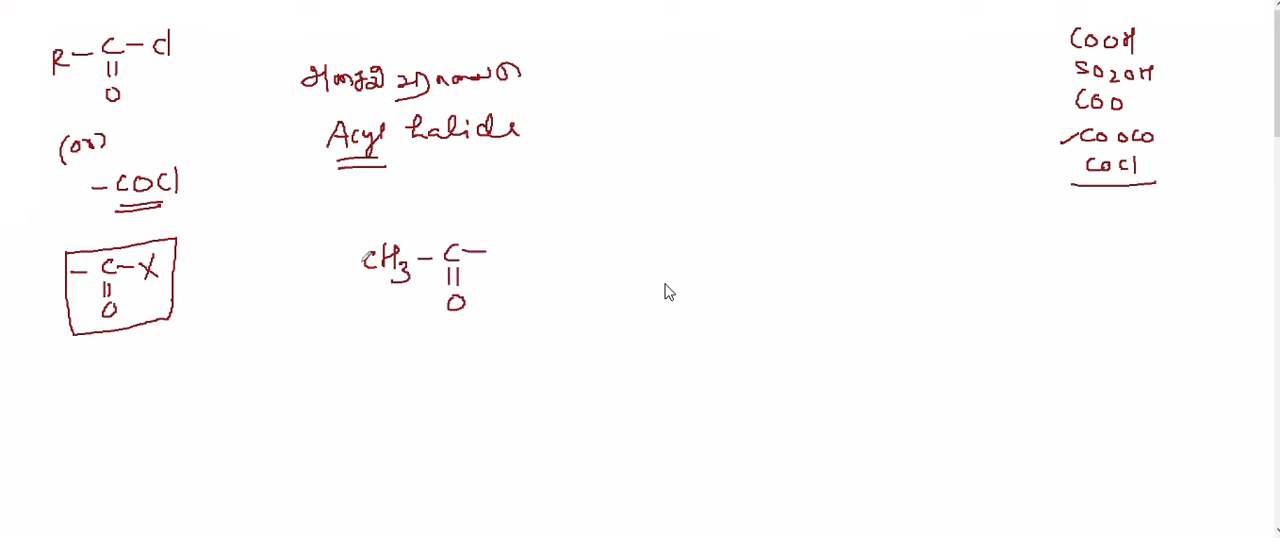 R-C-Cl
||
O
(or)
-COCl
-C-X
||
O
Acyl halide
CH3-C-
||
O
COOH
SO2OH
COO
✓COOCO
COCl